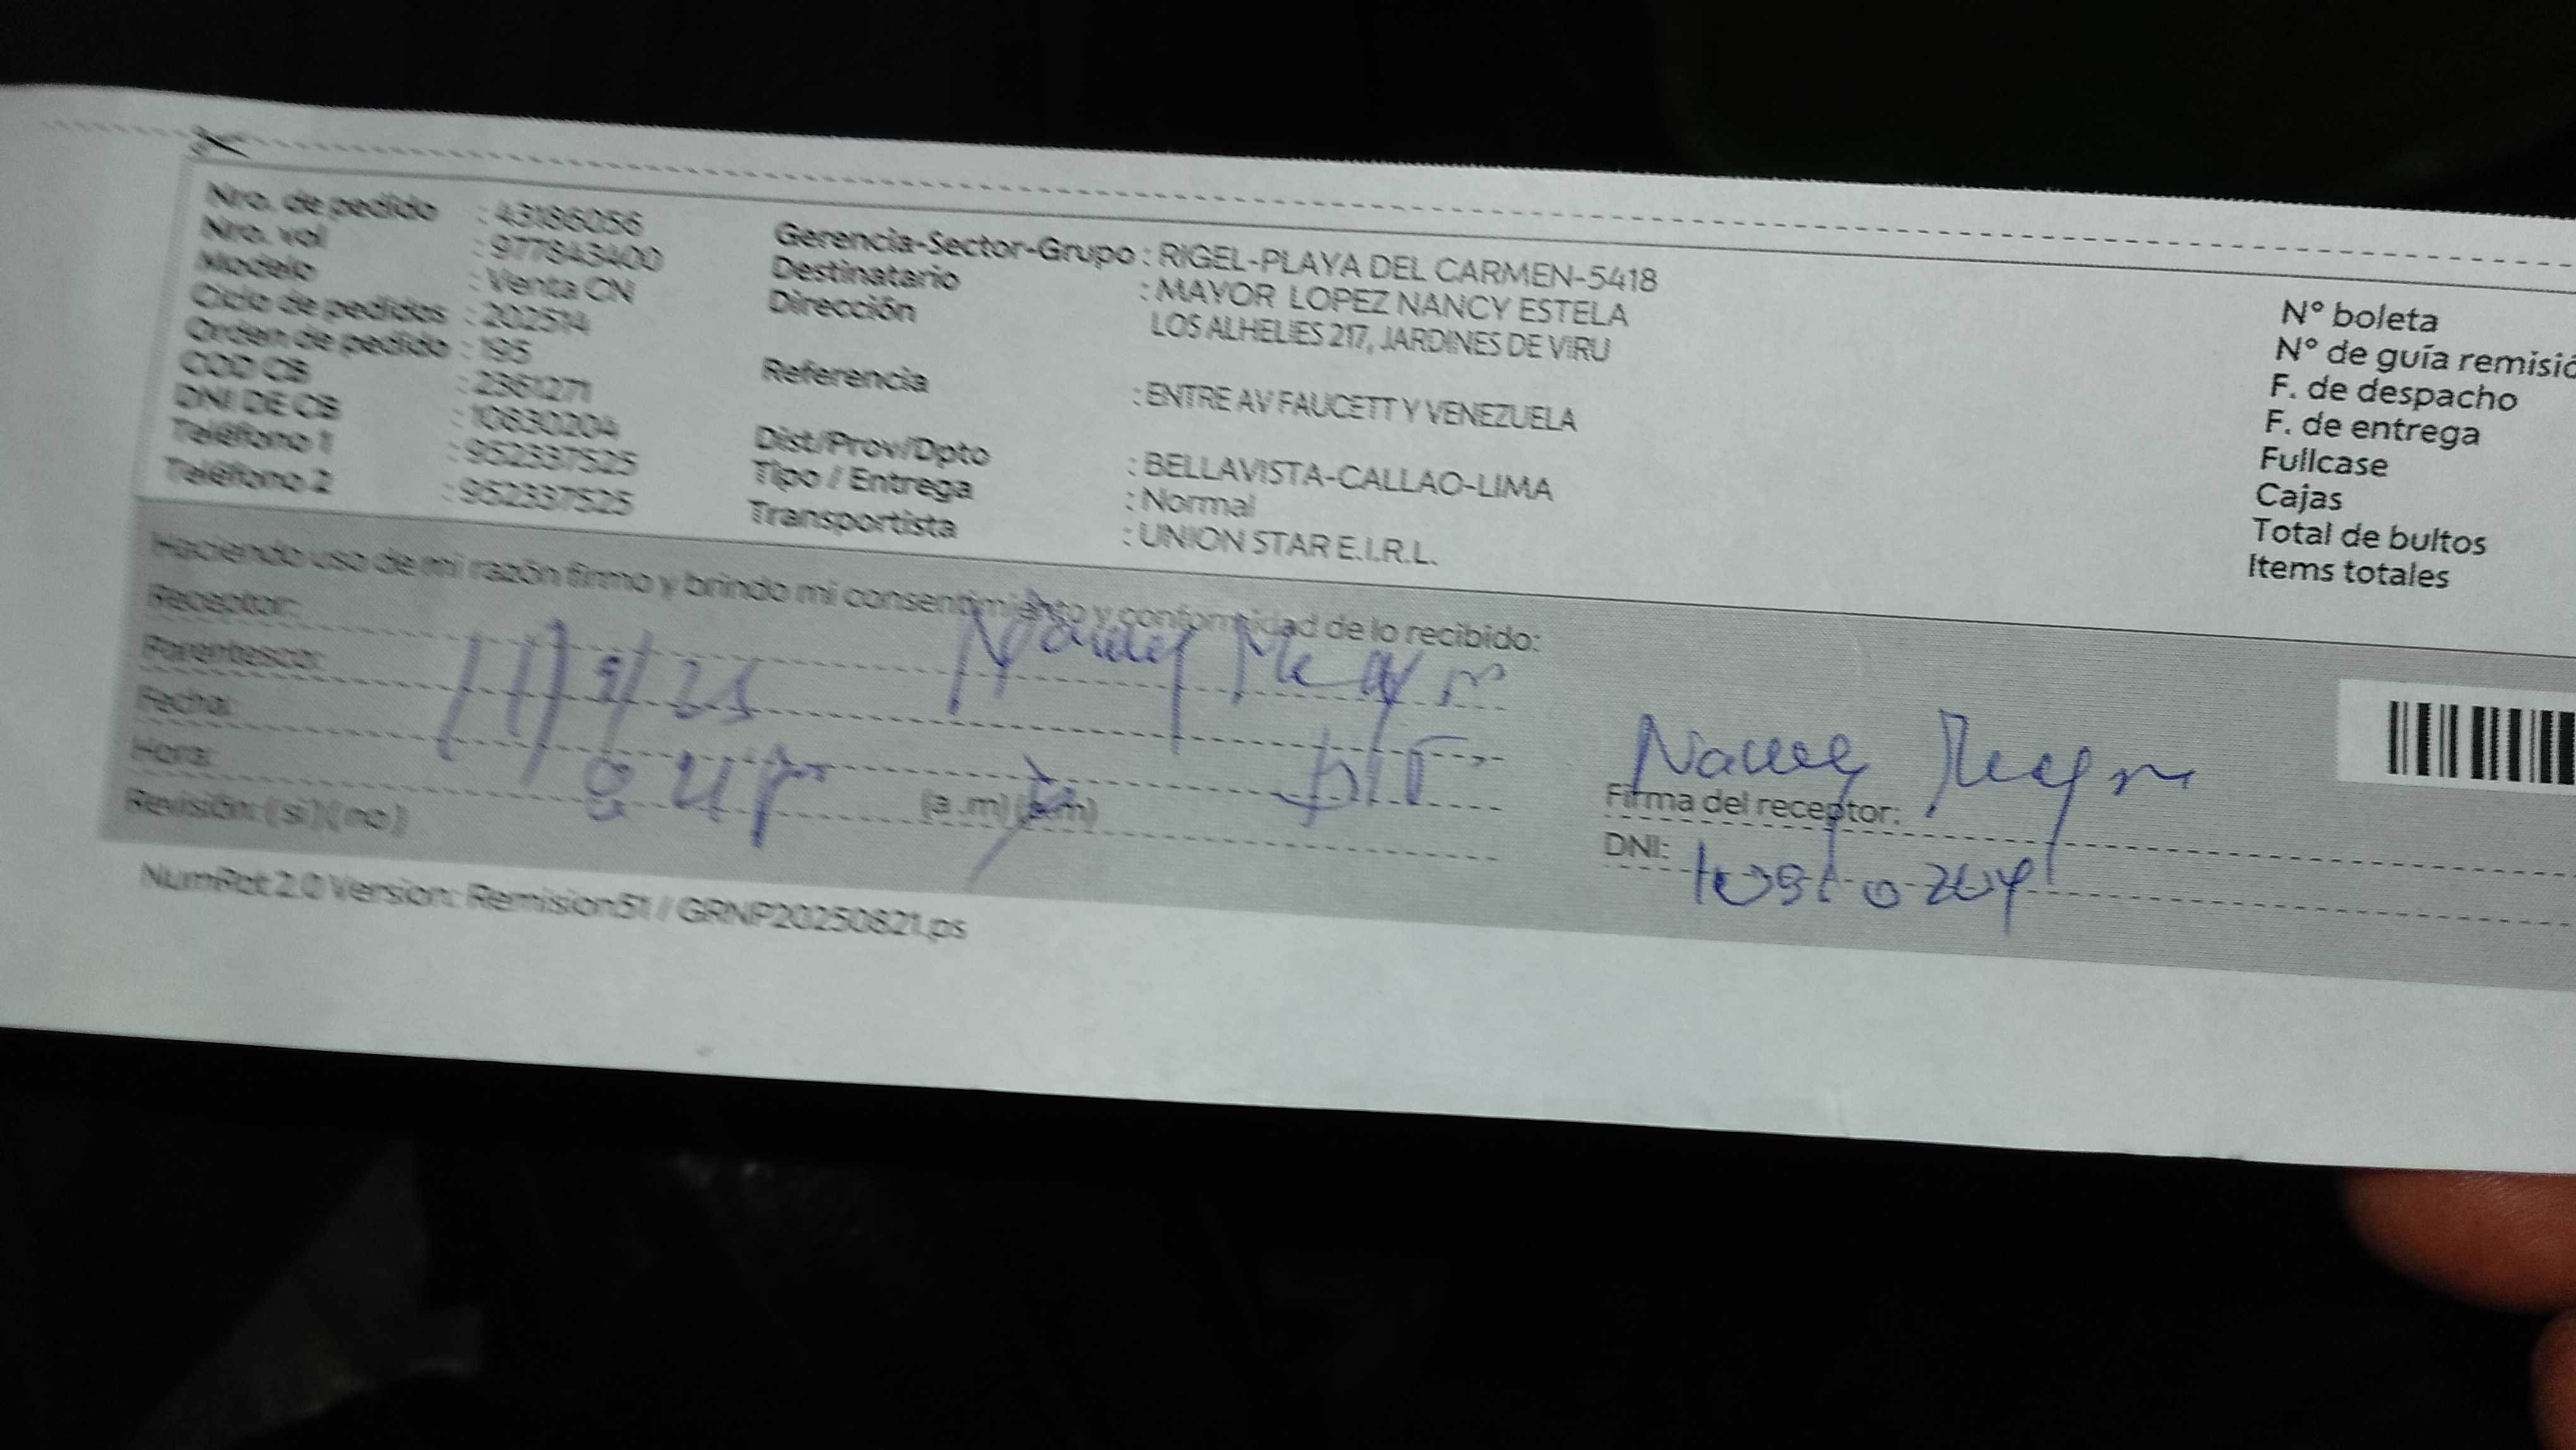 Nro. de pedido : 43186056
Nro. vol : 977843400
Modelo : Venta CN
Ciclo de pedidos : 202514
Orden de pedido : 195
COD CB : 2361271
DNI DE CB : 10630204
Teléfono 1 : 952337525
Teléfono 2 : 952337525
Gerencia-Sector-Grupo : RIGEL-PLAYA DEL CARMEN-5418
Destinatario : MAYOR LOPEZ NANCY ESTELA
Dirección LOS ALHELIES 217, JARDINES DE VIRU
Referencia : ENTRE AV FAUCETT Y VENEZUELA
Dist/Prov/Dpto : BELLAVISTA-CALLAO-LIMA
Tipo / Entrega : Normal
Transportista : UNION STAR E.I.R.L.
N° boleta
N° de guía remisió
F. de despacho
F. de entrega
Fullcase
Cajas
Total de bultos
Items totales
Haciendo uso de mi razón firmo y brindo mi consentimiento y conformidad de lo recibido:
Receptor: Nancy
Parentesco:
Fecha:
Hora: (a.m) (p.m)
Revisión: ( si ) ( no )
Nancy
Firma del receptor:
DNI:
NumPot 2.0 Version: Remision51 / GRNP20250821.ps